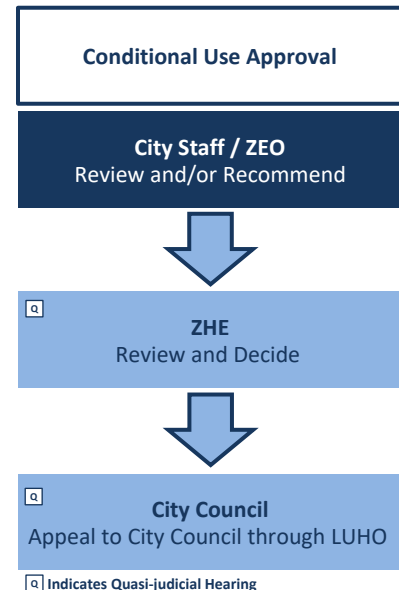 Conditional Use Approval
City Staff / ZEO
Review and/or Recommend
Q
ZHE
Review and Decide
Q
City Council
Appeal to City Council through LUHO
Q Indicates Quasi-judicial Hearing